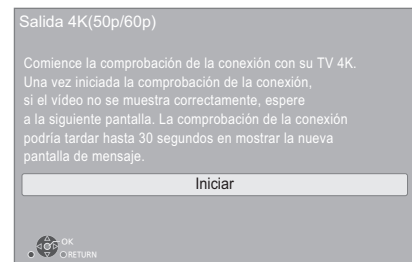 Salida 4K(50p/60p)
Comience la comprobación de la conexión con su TV 4K.
Una vez iniciada la comprobación de la conexión,
si el vídeo no se muestra correctamente, espere
a la siguiente pantalla. La comprobación de la conexión
podría tardar hasta 30 segundos en mostrar la nueva
pantalla de mensaje.
Iniciar
OK
RETURN